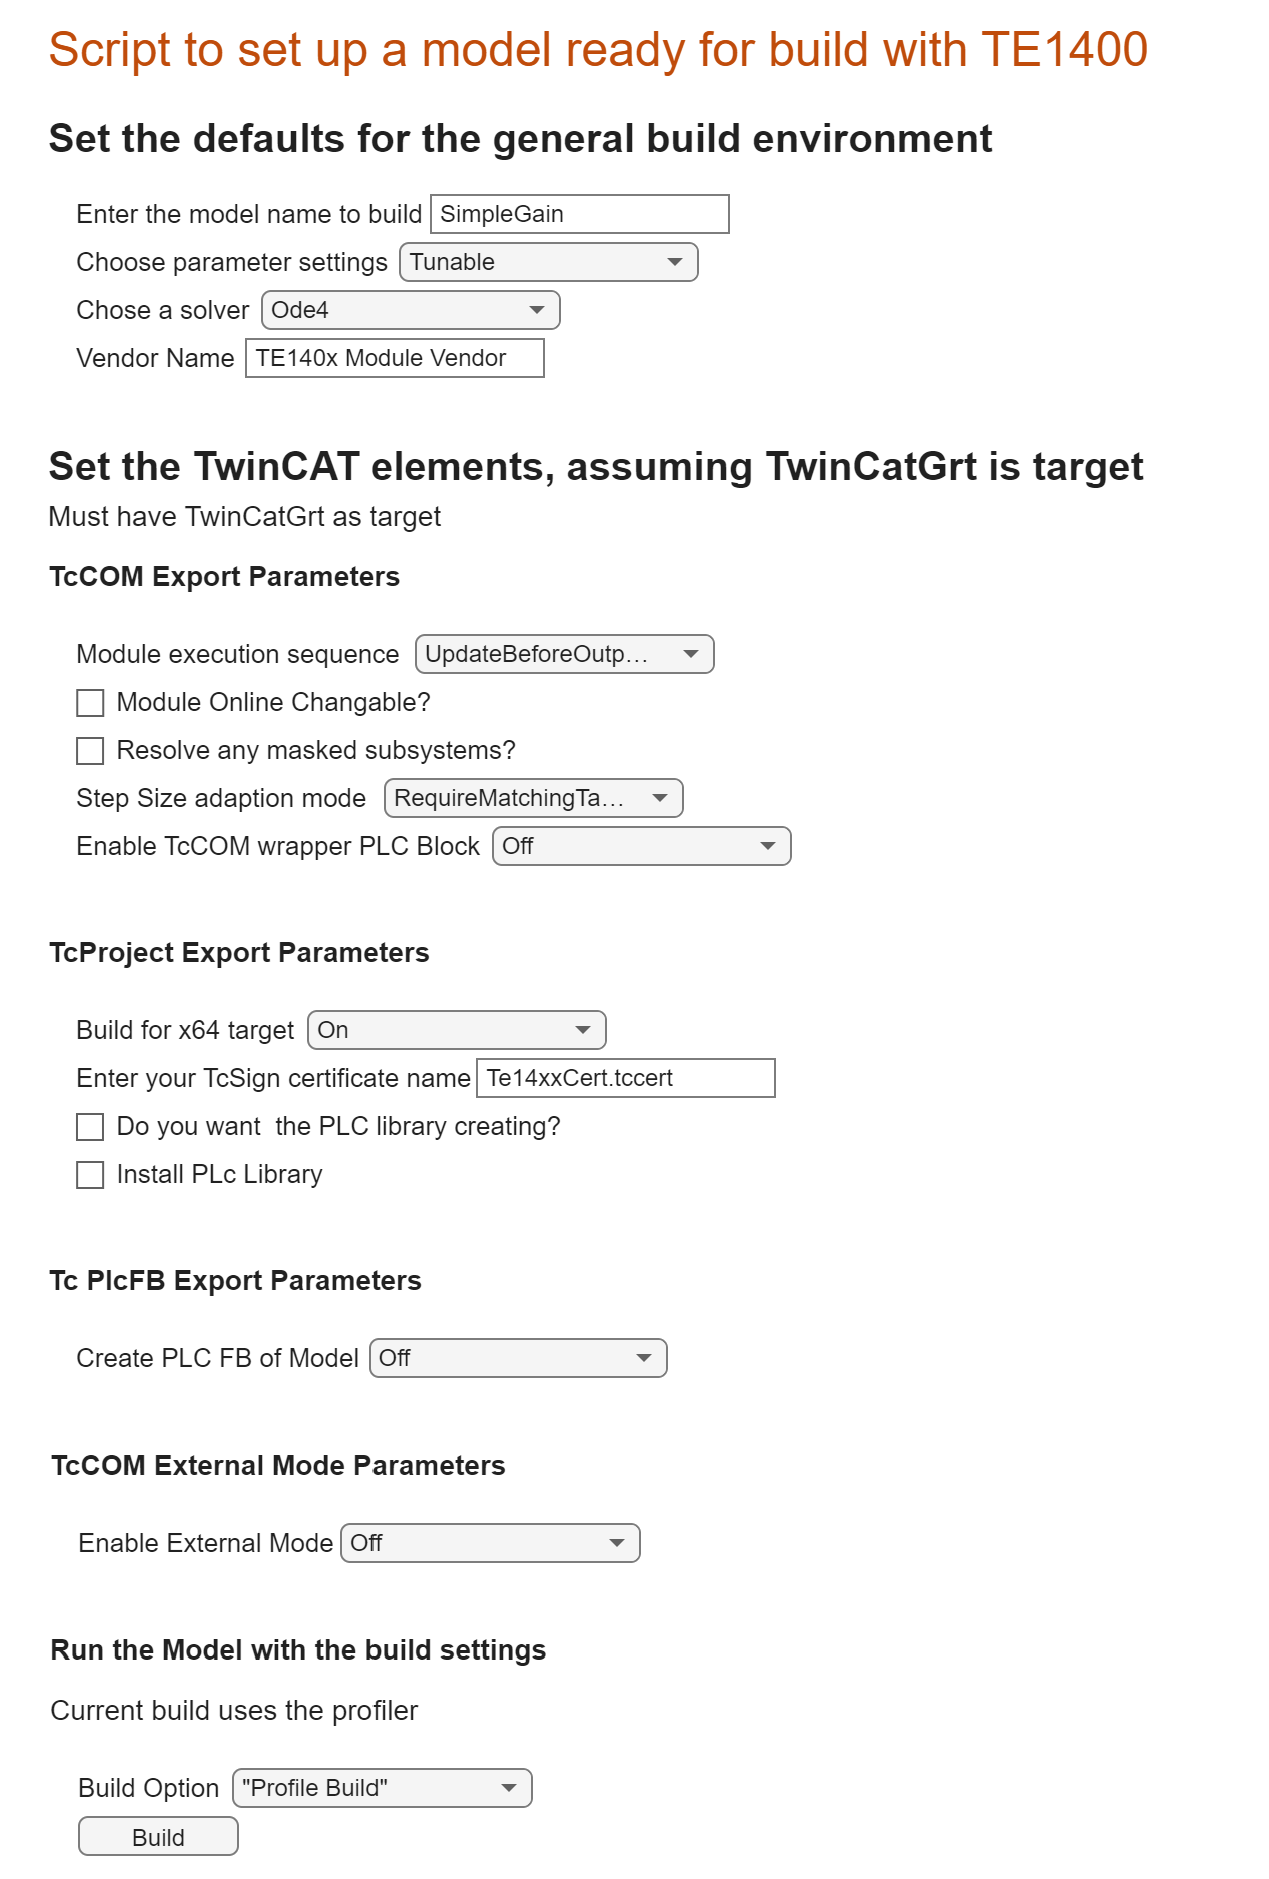 Script to set up a model ready for build with TE1400
Set the defaults for the general build environment
Enter the model name to build SimpleGain
Choose parameter settings Tunable
Chose a solver Ode4
Vendor Name TE140x Module Vendor
Set the TwinCAT elements, assuming TwinCatGrt is target
Must have TwinCatGrt as target
TcCOM Export Parameters
Module execution sequence UpdateBeforeOutp...
Module Online Changable?
Resolve any masked subsystems?
Step Size adaption mode RequireMatchingTa...
Enable TcCOM wrapper PLC Block Off
TcProject Export Parameters
Build for x64 target On
Enter your TcSign certificate name Te14xxCert.tccert
Do you want  the PLC library creating?
Install PLc Library
Tc PlcFB Export Parameters
Create PLC FB of Model Off
TcCOM External Mode Parameters
Enable External Mode Off
Run the Model with the build settings
Current build uses the profiler
Build Option "Profile Build"
Build